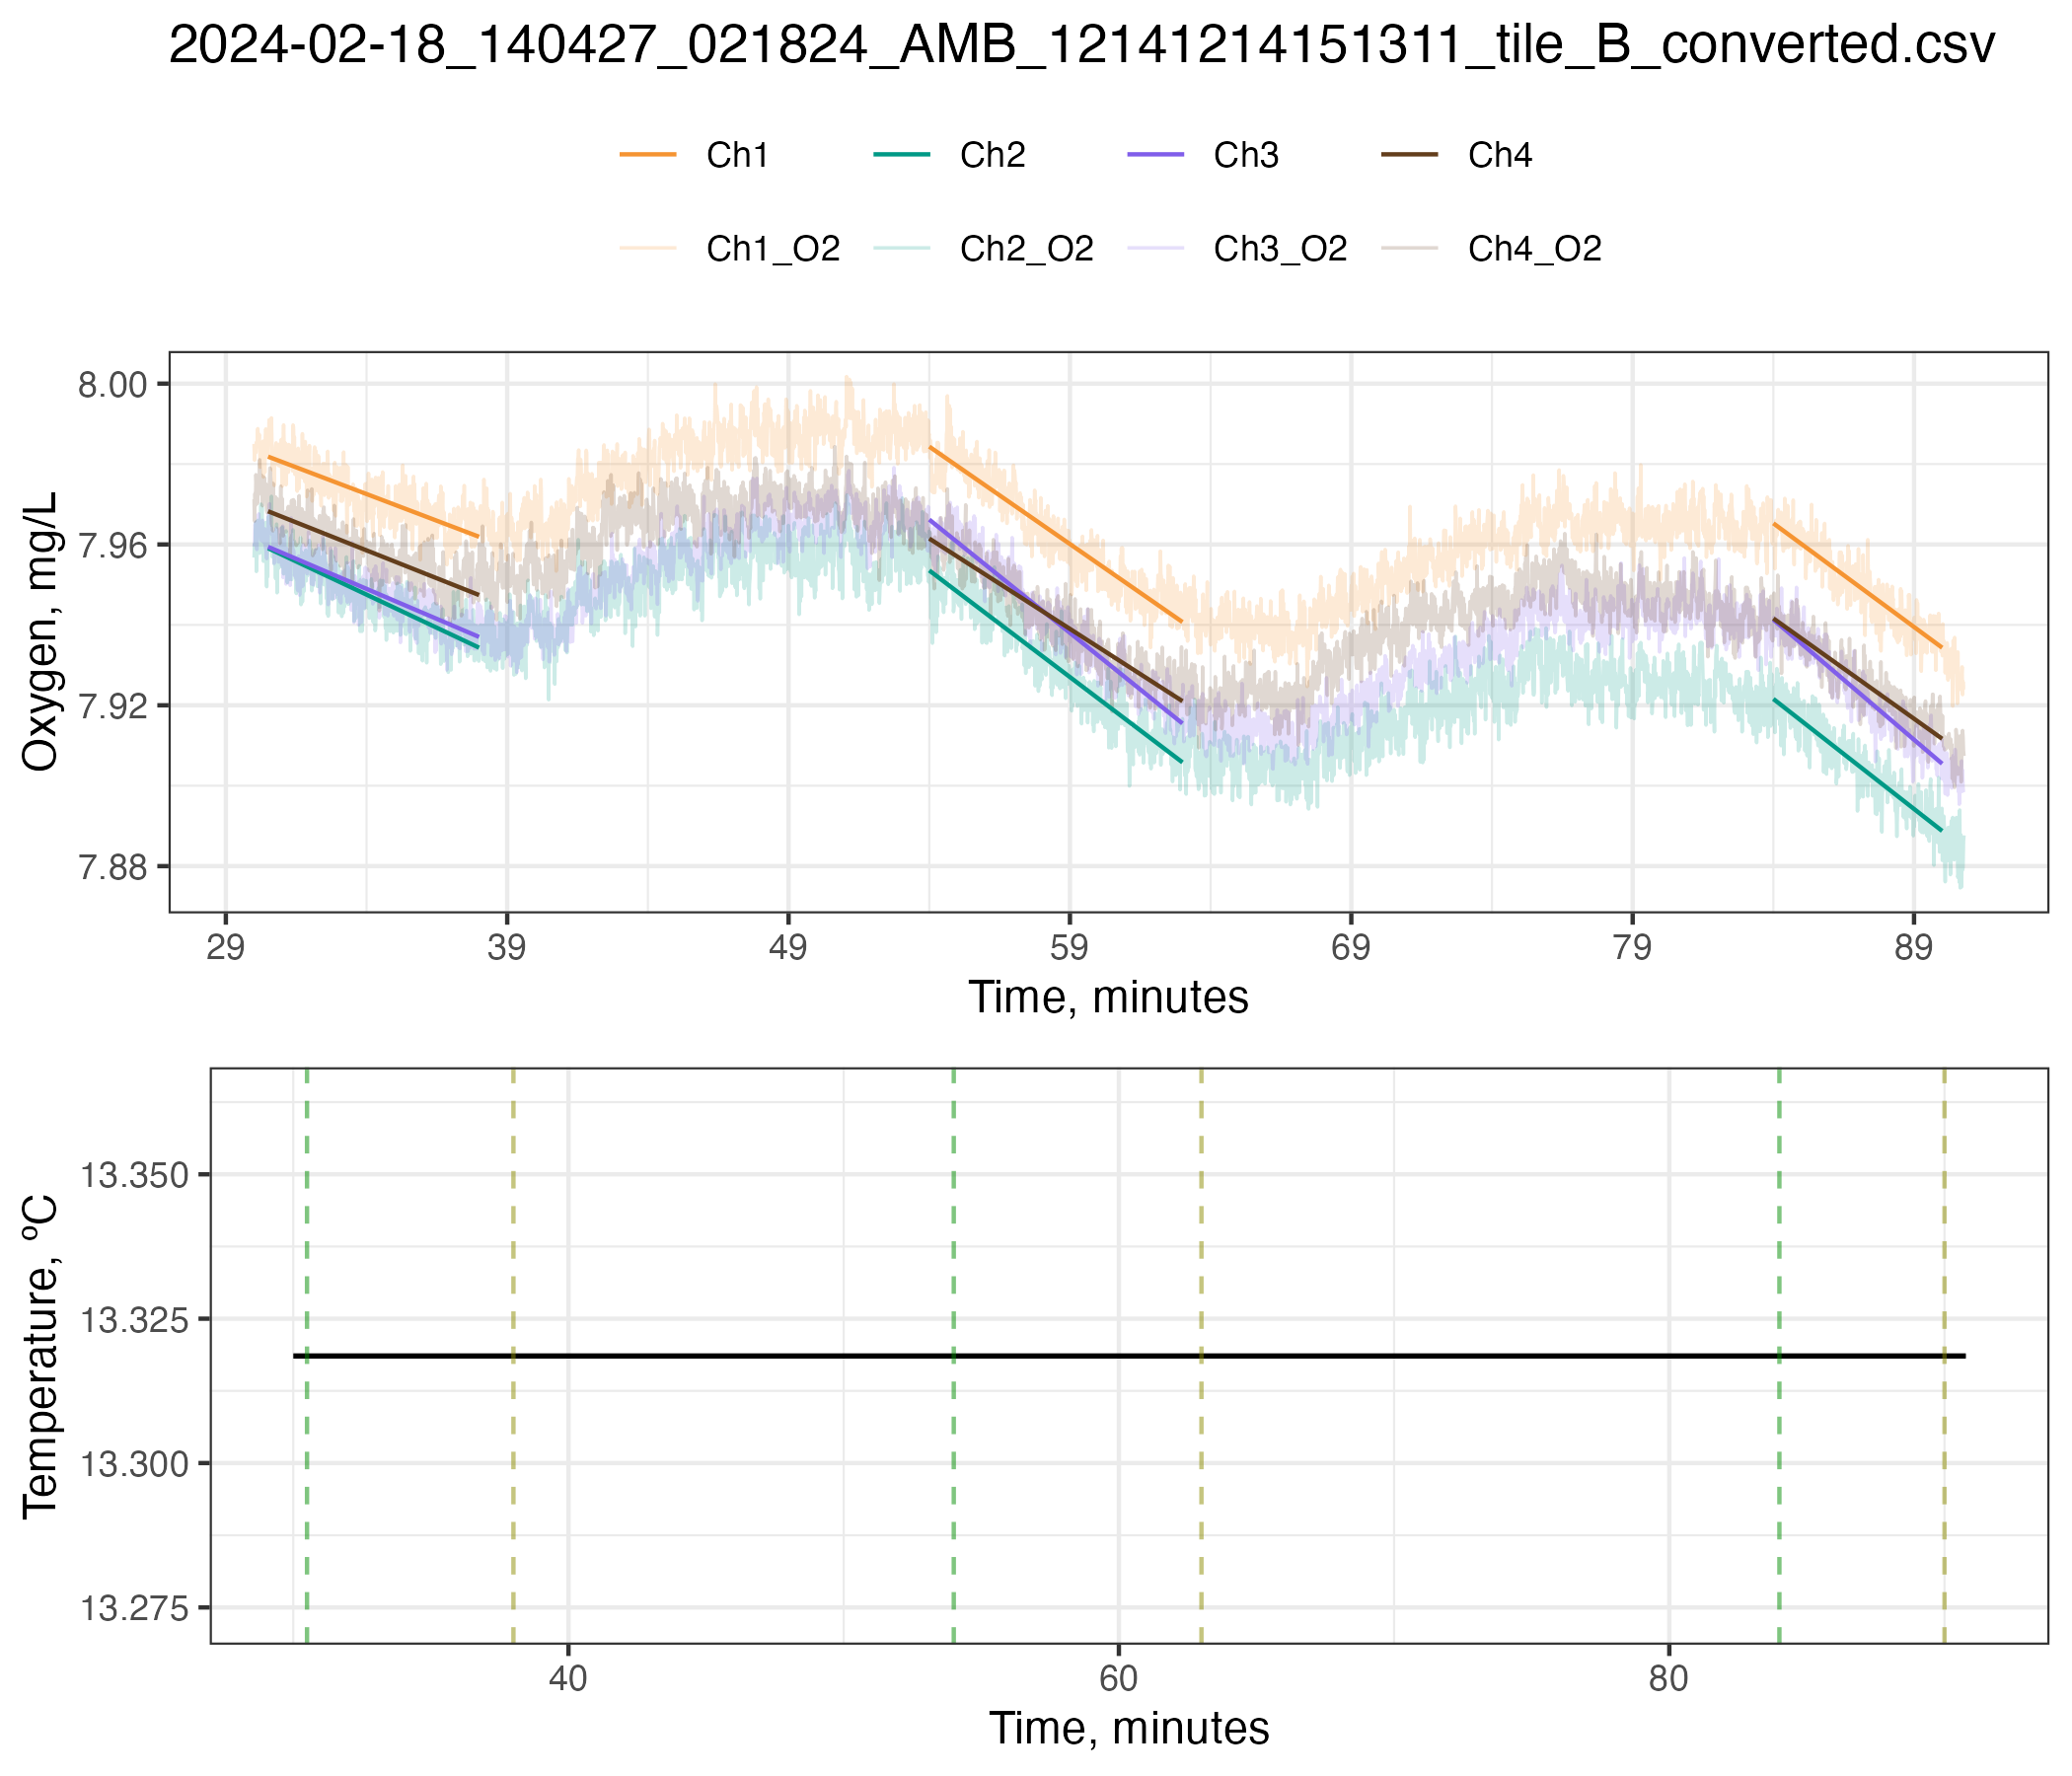 2024-02-18_140427_021824_AMB_12141214151311_tile_B_converted.csv
Ch1 Ch2 Ch3 Ch4
Ch1_O2 Ch2_O2 Ch3_O2 Ch4_O2
Oxygen, mg/L
8.00
7.96
7.92
7.88
29 39 49 59 69 79 89
Time, minutes
Temperature, ºC
13.350
13.325
13.300
13.275
40 60 80
Time, minutes